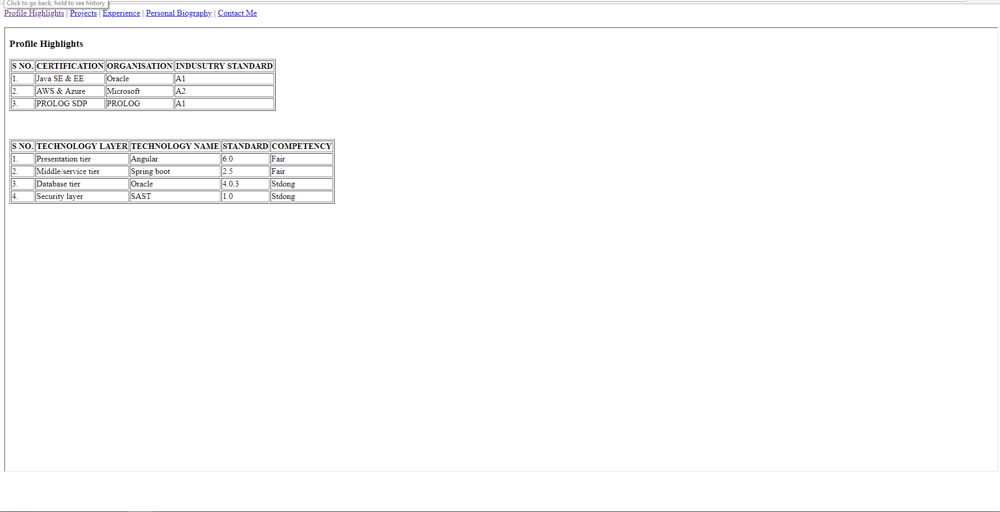 Click to go back, hold to see history
Profile Highlights | Projects | Experience | Personal Biography | Contact Me
Profile Highlights
S NO. CERTIFICATION ORGANISATION INDUSUTRY STANDARD
1. Java SE & EE Oracle A1
2. AWS & Azure Microsoft A2
3. PROLOG SDP PROLOG A1
S NO. TECHNOLOGY LAYER TECHNOLOGY NAME STANDARD COMPETENCY
1. Presentation tier Angular 6.0 Fair
2. Middle/service tier Spring boot 2.5 Fair
3. Database tier Oracle 4.0.3 Stdong
4. Security layer SAST 1.0 Stdong